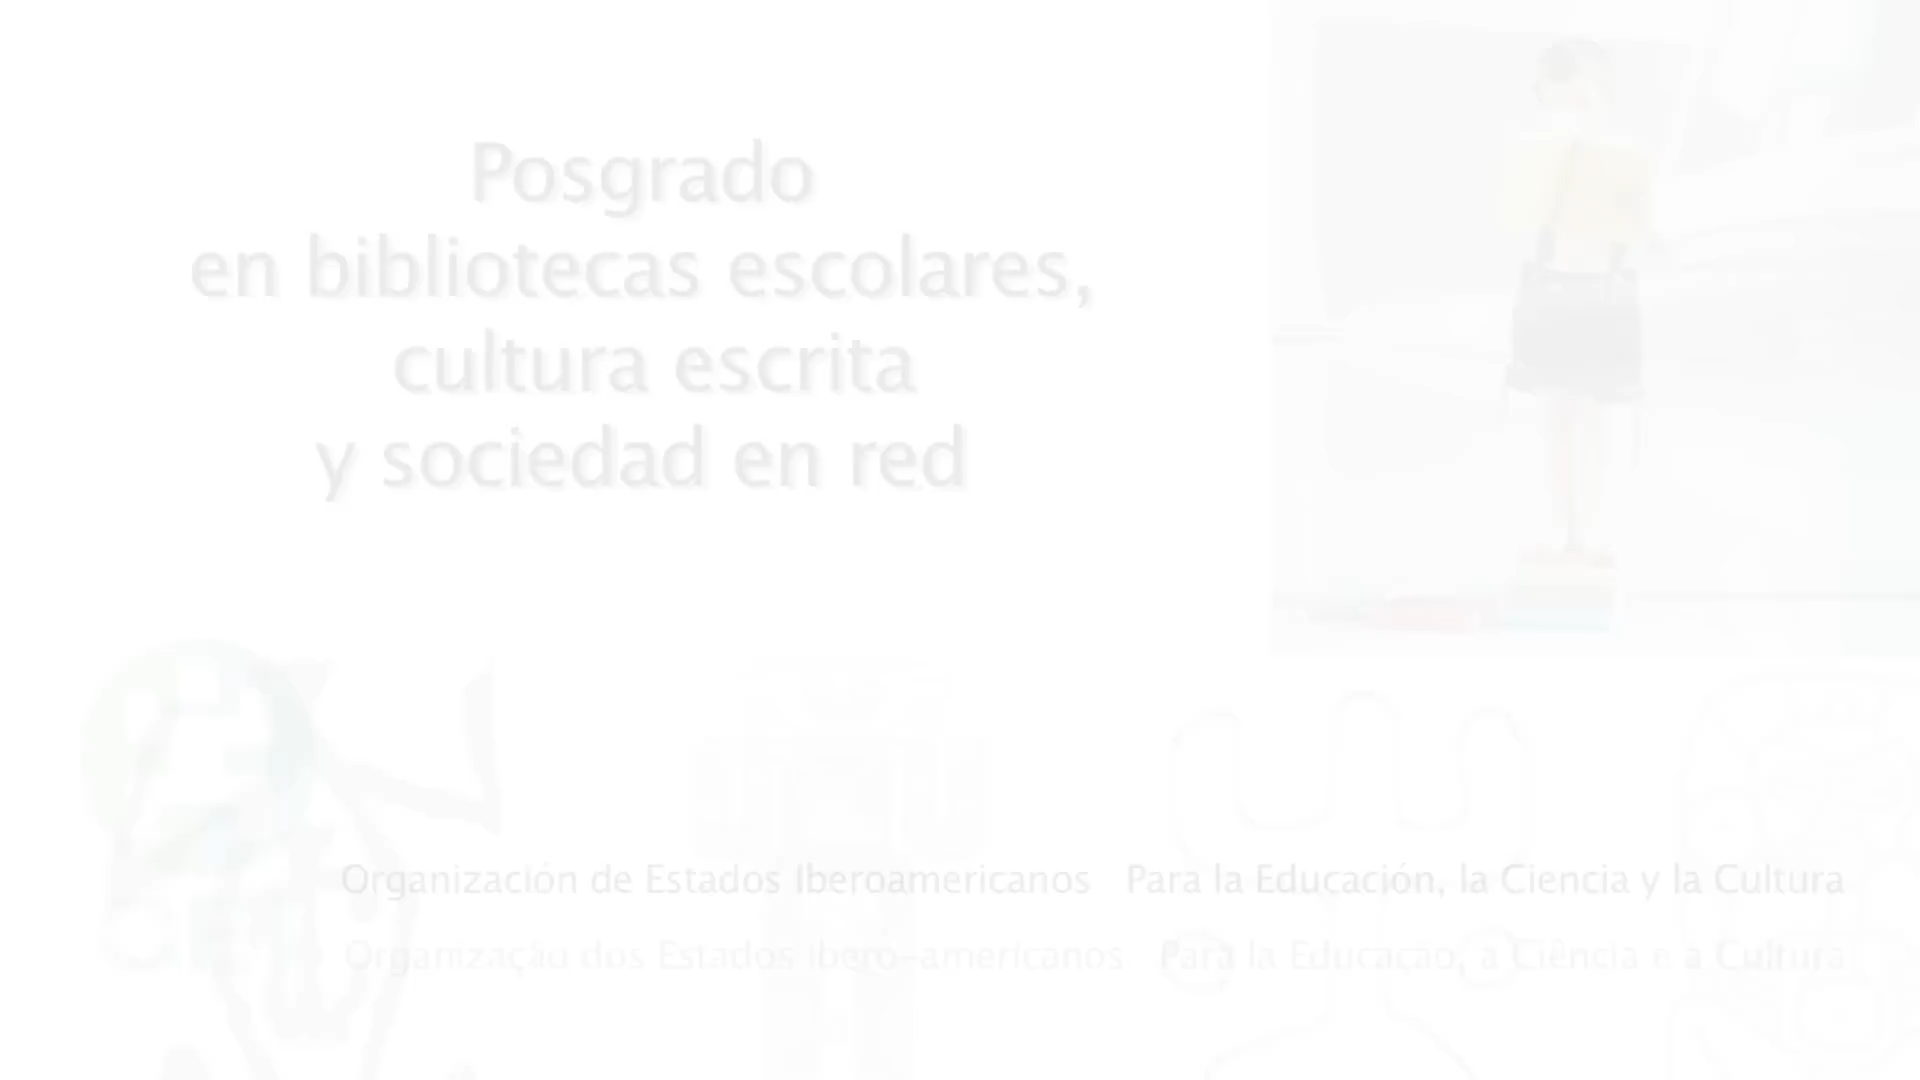 Posgrado
en bibliotecas escolares,
cultura escrita
y sociedad en red
Organización de Estados Iberoamericanos Para la Educación, la Ciencia y la Cultura
Organização dos Estados Ibero-americanos Para la Educação, a Ciência e a Cultura